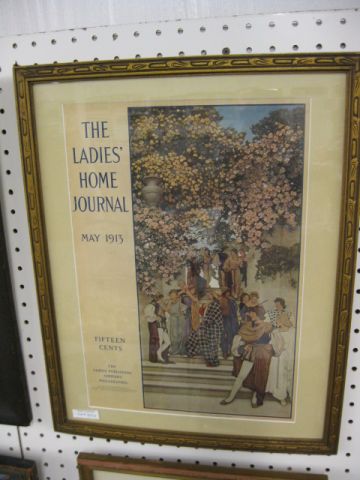 THE
LADIES'
HOME
JOURNAL
MAY 1913
FIFTEEN
CENTS
THE
CURTIS PUBLISHING
COMPANY
PHILADELPHIA